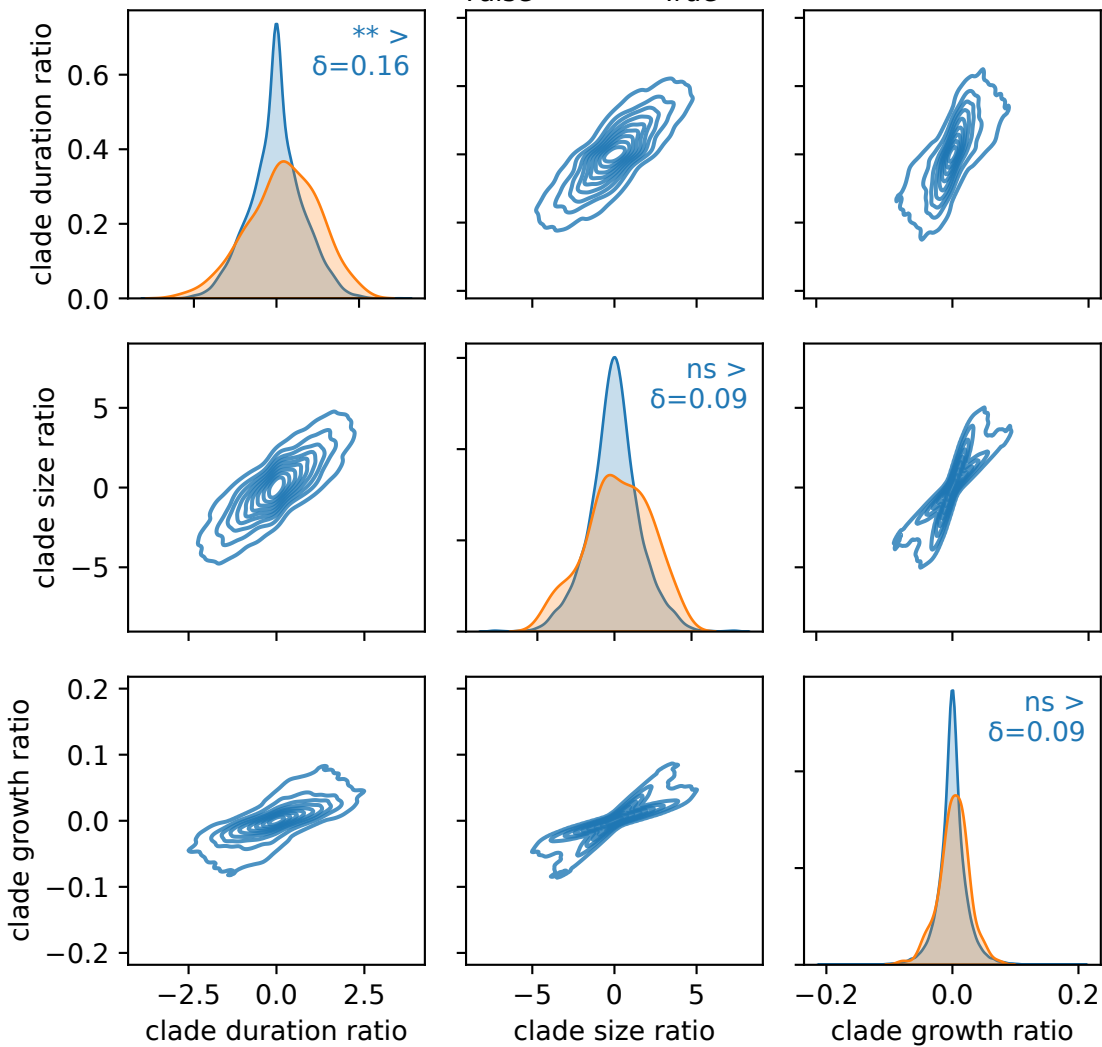 ** >
δ=0.16
clade duration ratio
0.6
0.4
0.2
0.0
ns >
δ=0.09
clade size ratio
5
0
−5
ns >
δ=0.09
clade growth ratio
0.2
0.1
0.0
−0.1
−0.2
−2.5 0.0 2.5 −5 0 5 −0.2 0.0 0.2
clade duration ratio clade size ratio clade growth ratio